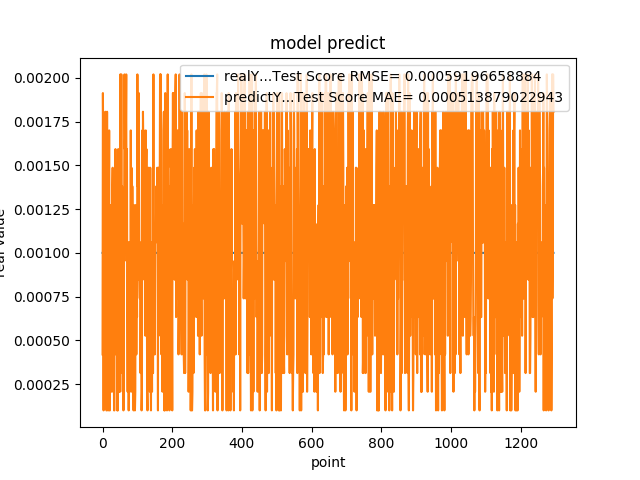 model predict
realY...Test Score RMSE= 0.00059196658884
predictY...Test Score MAE= 0.000513879022943
0.00200
0.00175
0.00150
0.00125
0.00100
0.00075
0.00050
0.00025
real value
0 200 400 600 800 1000 1200
point